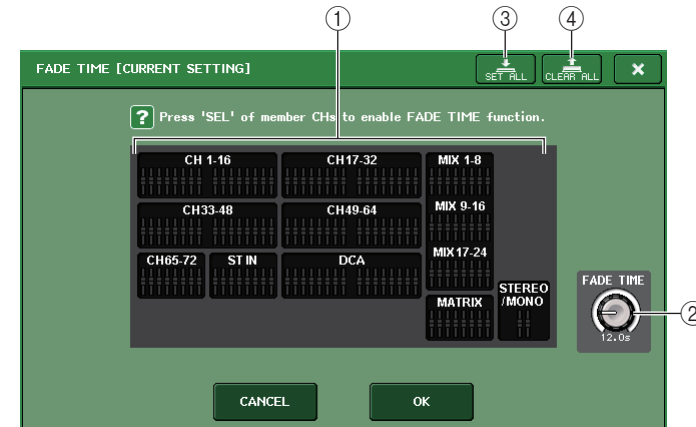 ① ③ ④
FADE TIME [CURRENT SETTING]
SET ALL
CLEAR ALL
×
? Press 'SEL' of member CHs to enable FADE TIME function.
CH 1-16
CH17-32
MIX 1-8
CH33-48
CH49-64
MIX 9-16
CH65-72
ST IN
DCA
MIX17-24
MATRIX
STEREO
/MONO
FADE TIME
②
12.0s
CANCEL
OK